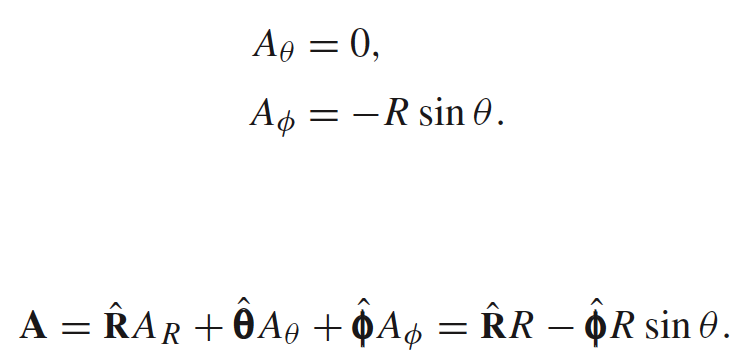 A_θ = 0,
A_ϕ = −R sin θ.
𝐀 = 𝐑̂A_R + 𝛉̂A_θ + 𝛟̂A_ϕ = 𝐑̂R − 𝛟̂R sin θ.